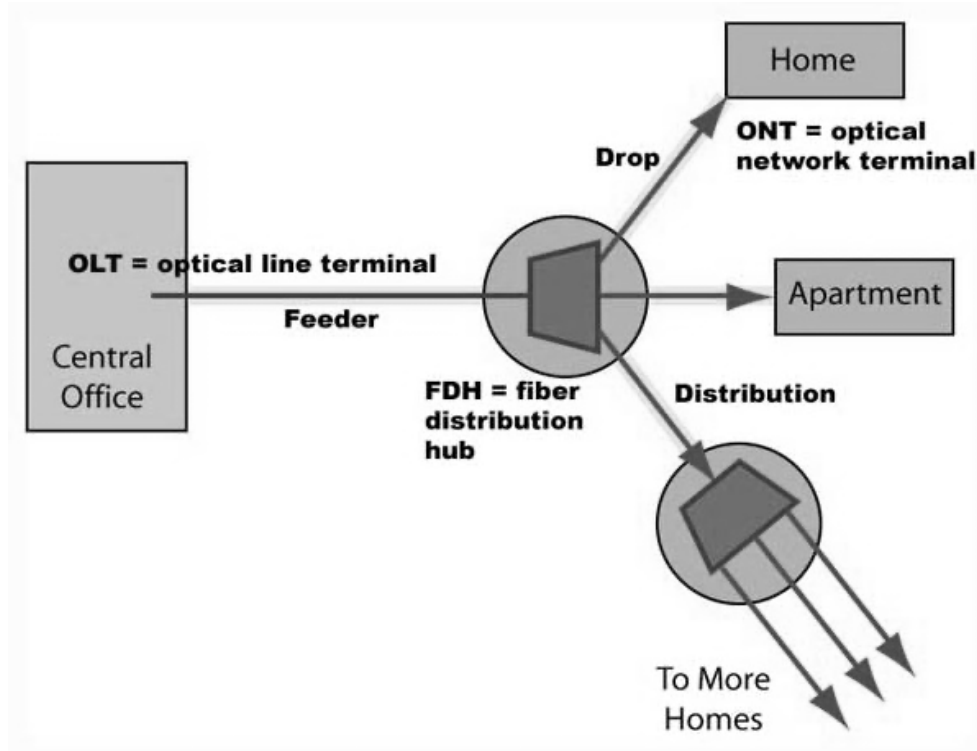 Home
ONT = optical
network terminal
Drop
OLT = optical line terminal
Feeder
Apartment
Central
Office
FDH = fiber
distribution
hub
Distribution
To More
Homes